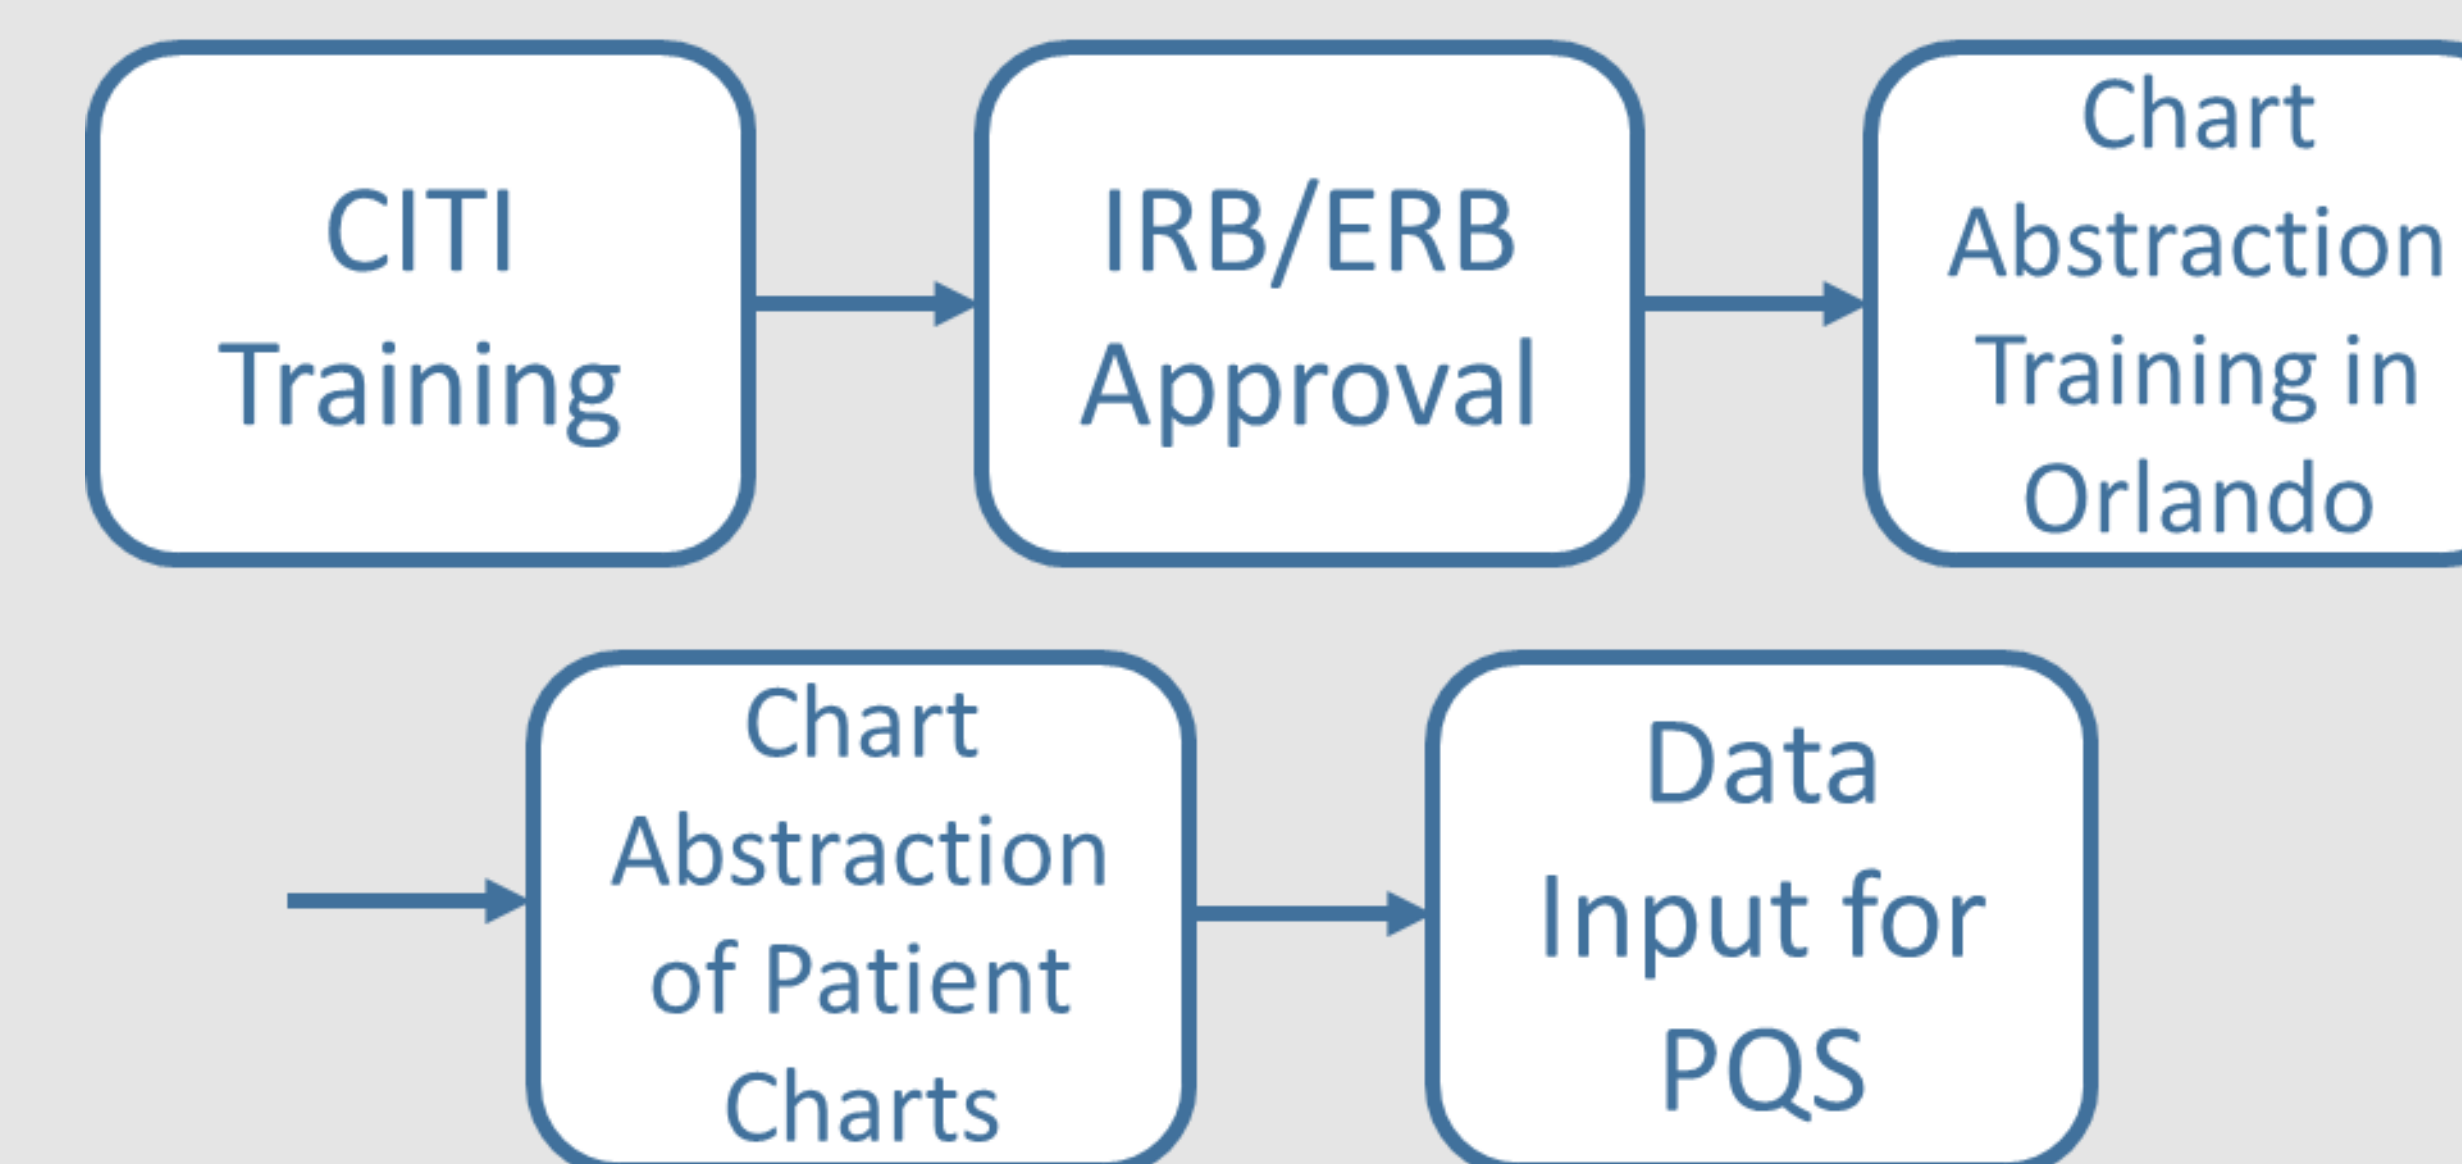 CITI
Training
IRB/ERB
Approval
Chart
Abstraction
Training in
Orlando
Chart
Abstraction
of Patient
Charts
Data
Input for
PQS